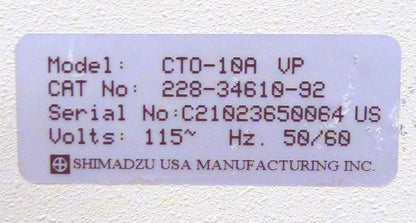 Model: CTO-10A VP
CAT No: 228-34610-92
Serial No:C21023650064 US
Volts: 115~ Hz. 50/60
SHIMADZU USA MANUFACTURING INC.